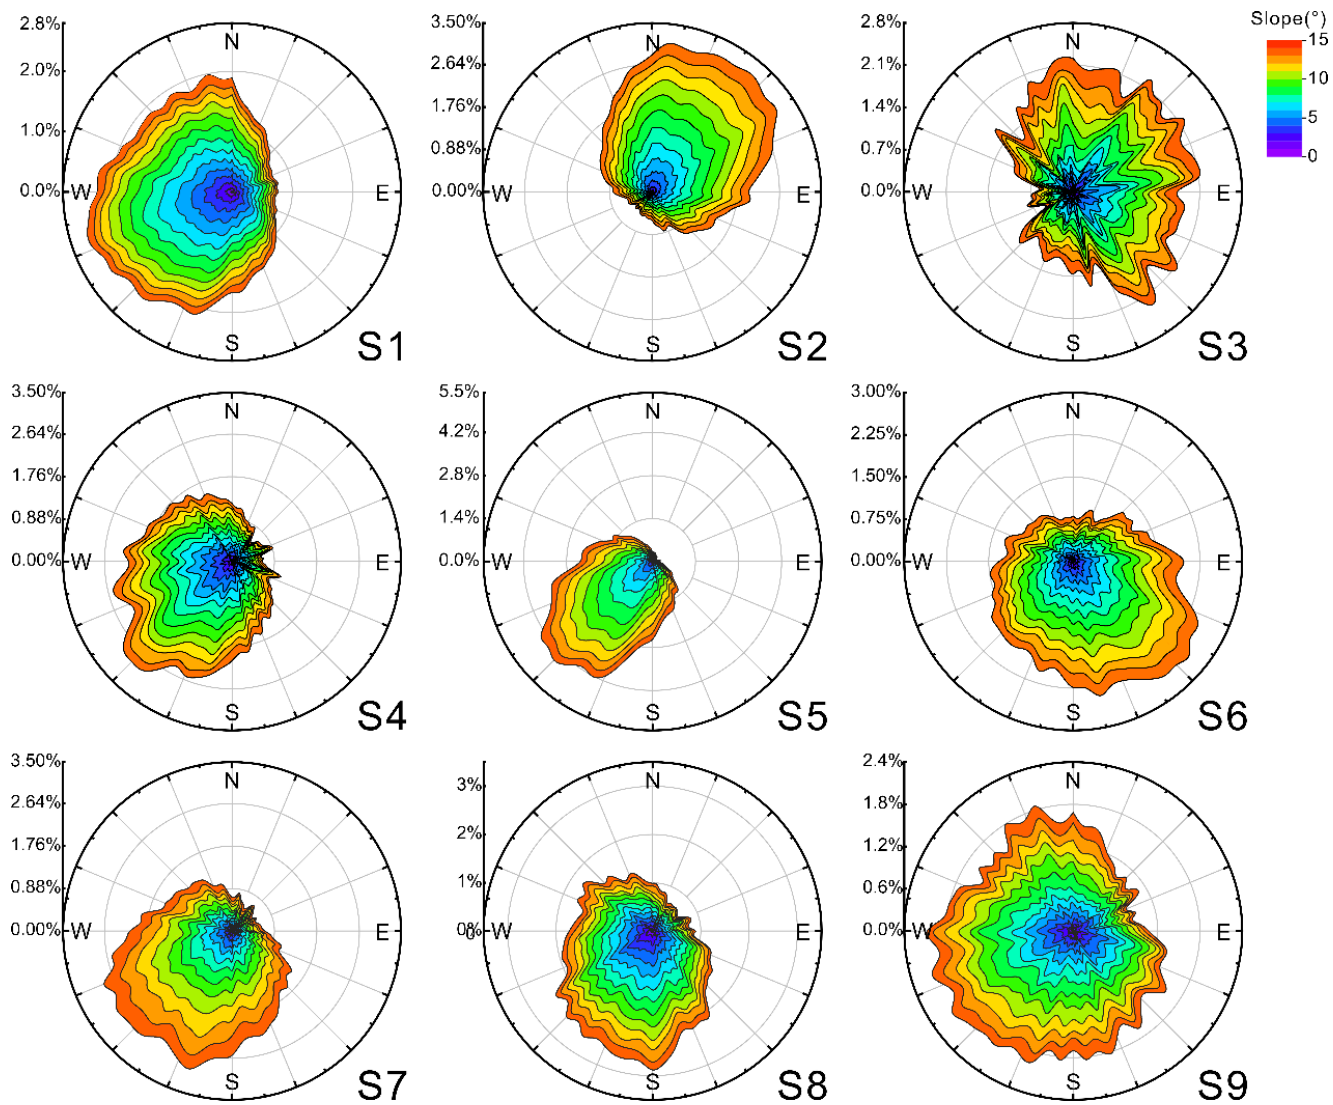 2.8%
2.0%
1.0%
0.0%
N
W
E
S
S1
3.50%
2.64%
1.76%
0.88%
0.00%
N
W
E
S
S2
2.8%
2.1%
1.4%
0.7%
0.0%
N
W
E
S
S3
Slope(°)
15
10
5
0
3.50%
2.64%
1.76%
0.88%
0.00%
N
W
E
S
S4
5.5%
4.2%
2.8%
1.4%
0.0%
N
W
E
S
S5
3.00%
2.25%
1.50%
0.75%
0.00%
N
W
E
S
S6
3.50%
2.64%
1.76%
0.88%
0.00%
N
W
E
S
S7
3%
2%
1%
0%
N
W
E
S
S8
2.4%
1.8%
1.2%
0.6%
0.0%
N
W
E
S
S9